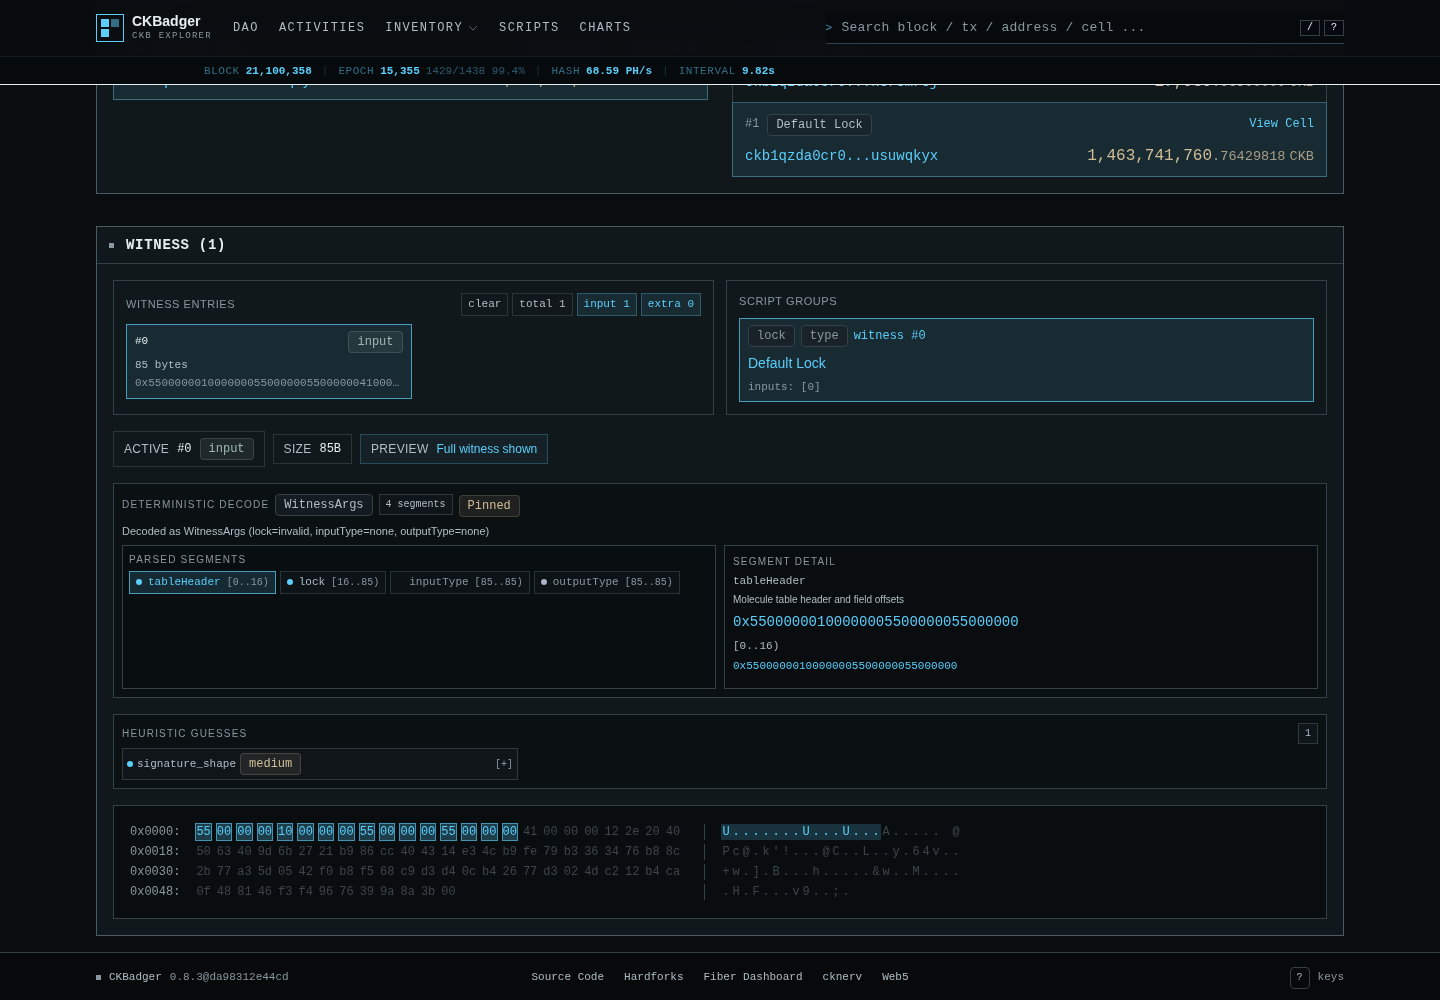 CKBadger
CKB EXPLORER
DAO ACTIVITIES INVENTORY SCRIPTS CHARTS
> Search block / tx / address / cell ... / ?
BLOCK 21,100,358 | EPOCH 15,355 1429/1438 99.4% | HASH 68.59 PH/s | INTERVAL 9.82s
#1 Default Lock View Cell
ckb1qzda0cr0...usuwqkyx 1,463,741,760.76429818 CKB
WITNESS (1)
WITNESS ENTRIES clear total 1 input 1 extra 0
#0 input
85 bytes
0x5500000010000000550000005500000041000…
SCRIPT GROUPS
lock type witness #0
Default Lock
inputs: [0]
ACTIVE #0 input SIZE 85B PREVIEW Full witness shown
DETERMINISTIC DECODE WitnessArgs 4 segments Pinned
Decoded as WitnessArgs (lock=invalid, inputType=none, outputType=none)
PARSED SEGMENTS
tableHeader [0..16) lock [16..85) inputType [85..85) outputType [85..85)
SEGMENT DETAIL
tableHeader
Molecule table header and field offsets
0x55000000100000005500000055000000
[0..16)
0x55000000100000005500000055000000
HEURISTIC GUESSES 1
signature_shape medium [+]
0x0000: 55 00 00 00 10 00 00 00 55 00 00 00 55 00 00 00 41 00 00 00 12 2e 20 40 U.......U...U...A..... @
0x0018: 50 63 40 9d 6b 27 21 b9 86 cc 40 43 14 e3 4c b9 fe 79 b3 36 34 76 b8 8c Pc@.k'!...@C..L..y.64v..
0x0030: 2b 77 a3 5d 05 42 f0 b8 f5 68 c9 d3 d4 0c b4 26 77 d3 02 4d c2 12 b4 ca +w.].B...h.....&w..M....
0x0048: 0f 48 81 46 f3 f4 96 76 39 9a 8a 3b 00 .H.F...v9..;.
CKBadger 0.8.3@da98312e44cd Source Code Hardforks Fiber Dashboard cknerv Web5 ? keys